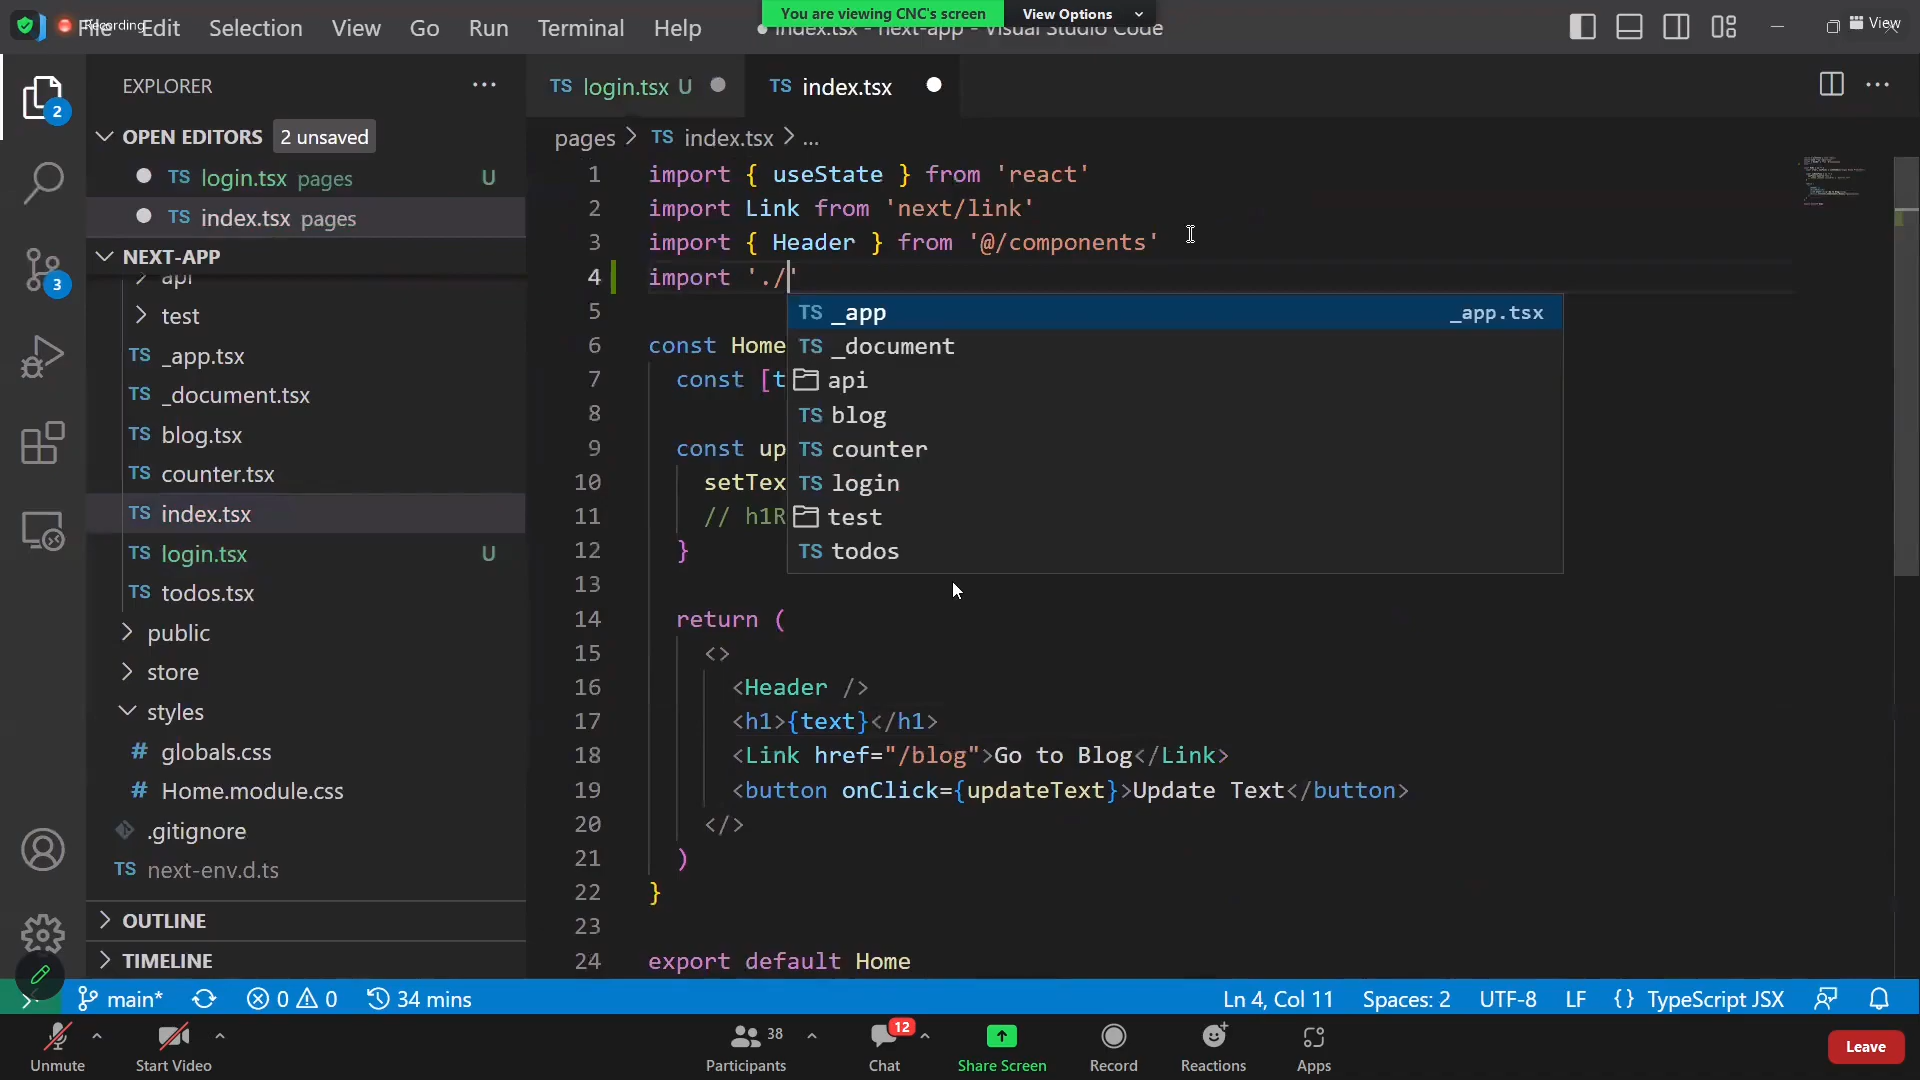 You are viewing CNC's screen
View Options
Recording
File
Edit
Selection
View
Go
Run
Terminal
Help
index.tsx - next-app - Visual Studio Code
View
2
3
EXPLORER
OPEN EDITORS 2 unsaved
TS login.tsx pages U
TS index.tsx pages
NEXT-APP
api
test
TS _app.tsx
TS _document.tsx
TS blog.tsx
TS counter.tsx
TS index.tsx
TS login.tsx U
TS todos.tsx
public
store
styles
# globals.css
# Home.module.css
.gitignore
TS next-env.d.ts
OUTLINE
TIMELINE
TS login.tsx U
TS index.tsx
pages > TS index.tsx > ...
1 import { useState } from 'react'
2 import Link from 'next/link'
3 import { Header } from '@/components'
4 import './'
5
6 const Home
7 const [t
8
9 const up
10 setTex
11 // h1R
12 }
13
14 return (
15 <>
16 <Header />
17 <h1>{text}</h1>
18 <Link href="/blog">Go to Blog</Link>
19 <button onClick={updateText}>Update Text</button>
20 </>
21 )
22 }
23
24 export default Home
TS _app _app.tsx
TS _document
api
TS blog
TS counter
TS login
test
TS todos
main* 0 0 34 mins
Ln 4, Col 11 Spaces: 2 UTF-8 LF {} TypeScript JSX
Unmute
Start Video
38
Participants
12
Chat
Share Screen
Record
Reactions
Apps
Leave